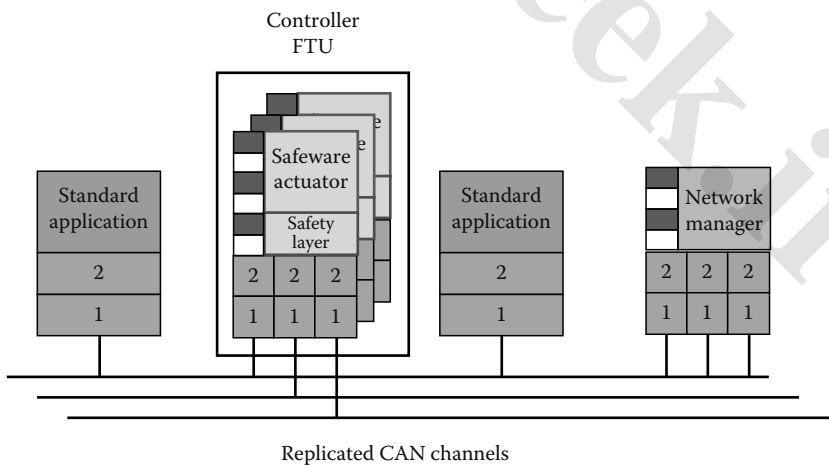 Controller
FTU
e
e
Safeware
actuator
Safety
layer
Standard
application
2
1
2 2 2
1 1 1
Standard
application
2
1
Network
manager
2 2 2
1 1 1
Replicated CAN channels